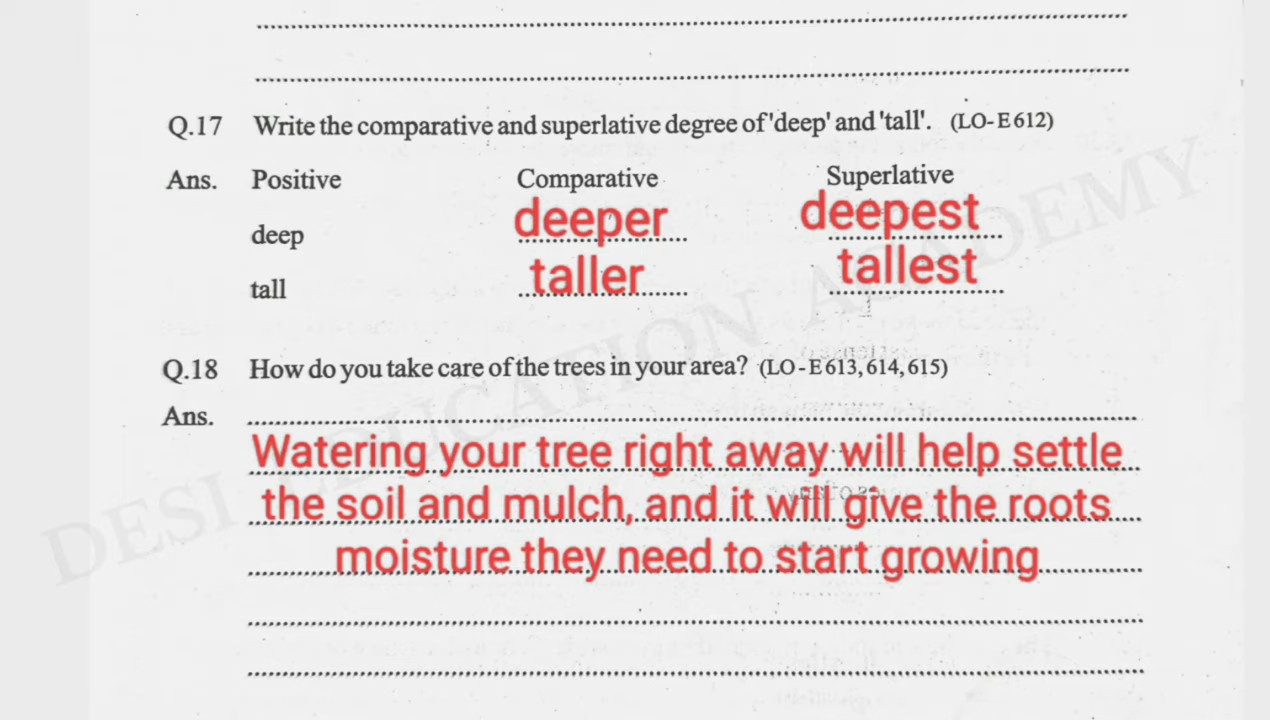 Q.17 Write the comparative and superlative degree of 'deep' and 'tall'. (LO-E612)
Ans. Positive Comparative Superlative
deep deeper deepest
tall taller tallest
Q.18 How do you take care of the trees in your area? (LO-E613, 614, 615)
Ans.
Watering your tree right away will help settle
the soil and mulch, and it will give the roots
moisture they need to start growing
DESI EDUCATION ACADEMY